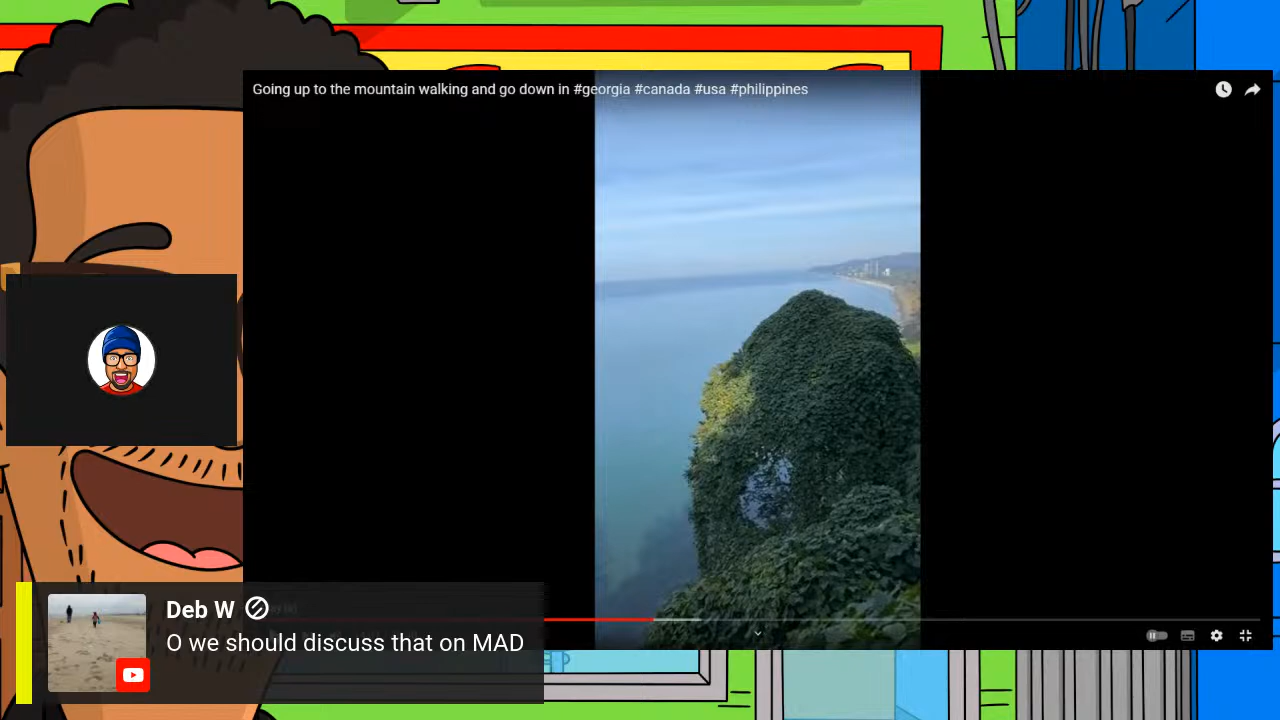 Going up to the mountain walking and go down in #georgia #canada #usa #philippines
Deb W
O we should discuss that on MAD